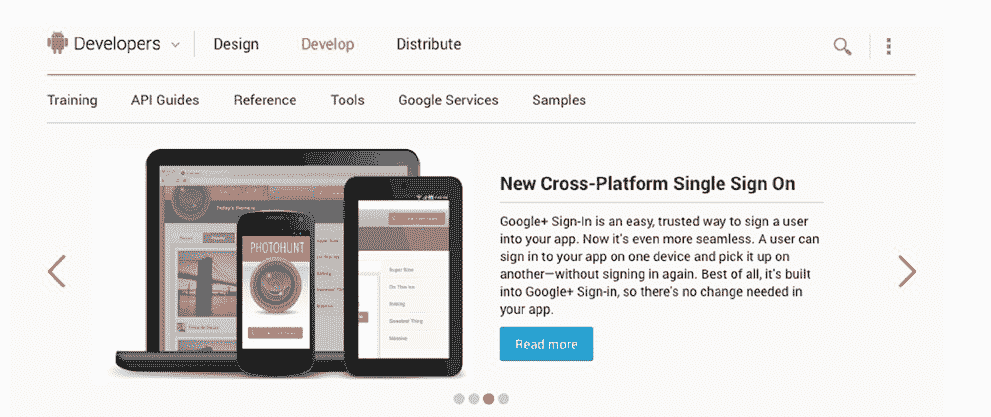 Developers Design Develop Distribute
Training API Guides Reference Tools Google Services Samples
New Cross-Platform Single Sign On
Google+ Sign-In is an easy, trusted way to sign a user
into your app. Now it's even more seamless. A user can
sign in to your app on one device and pick it up on
another—without signing in again. Best of all, it's built
into Google+ Sign-in, so there's no change needed in
your app.
Read more
PHOTOHUNT